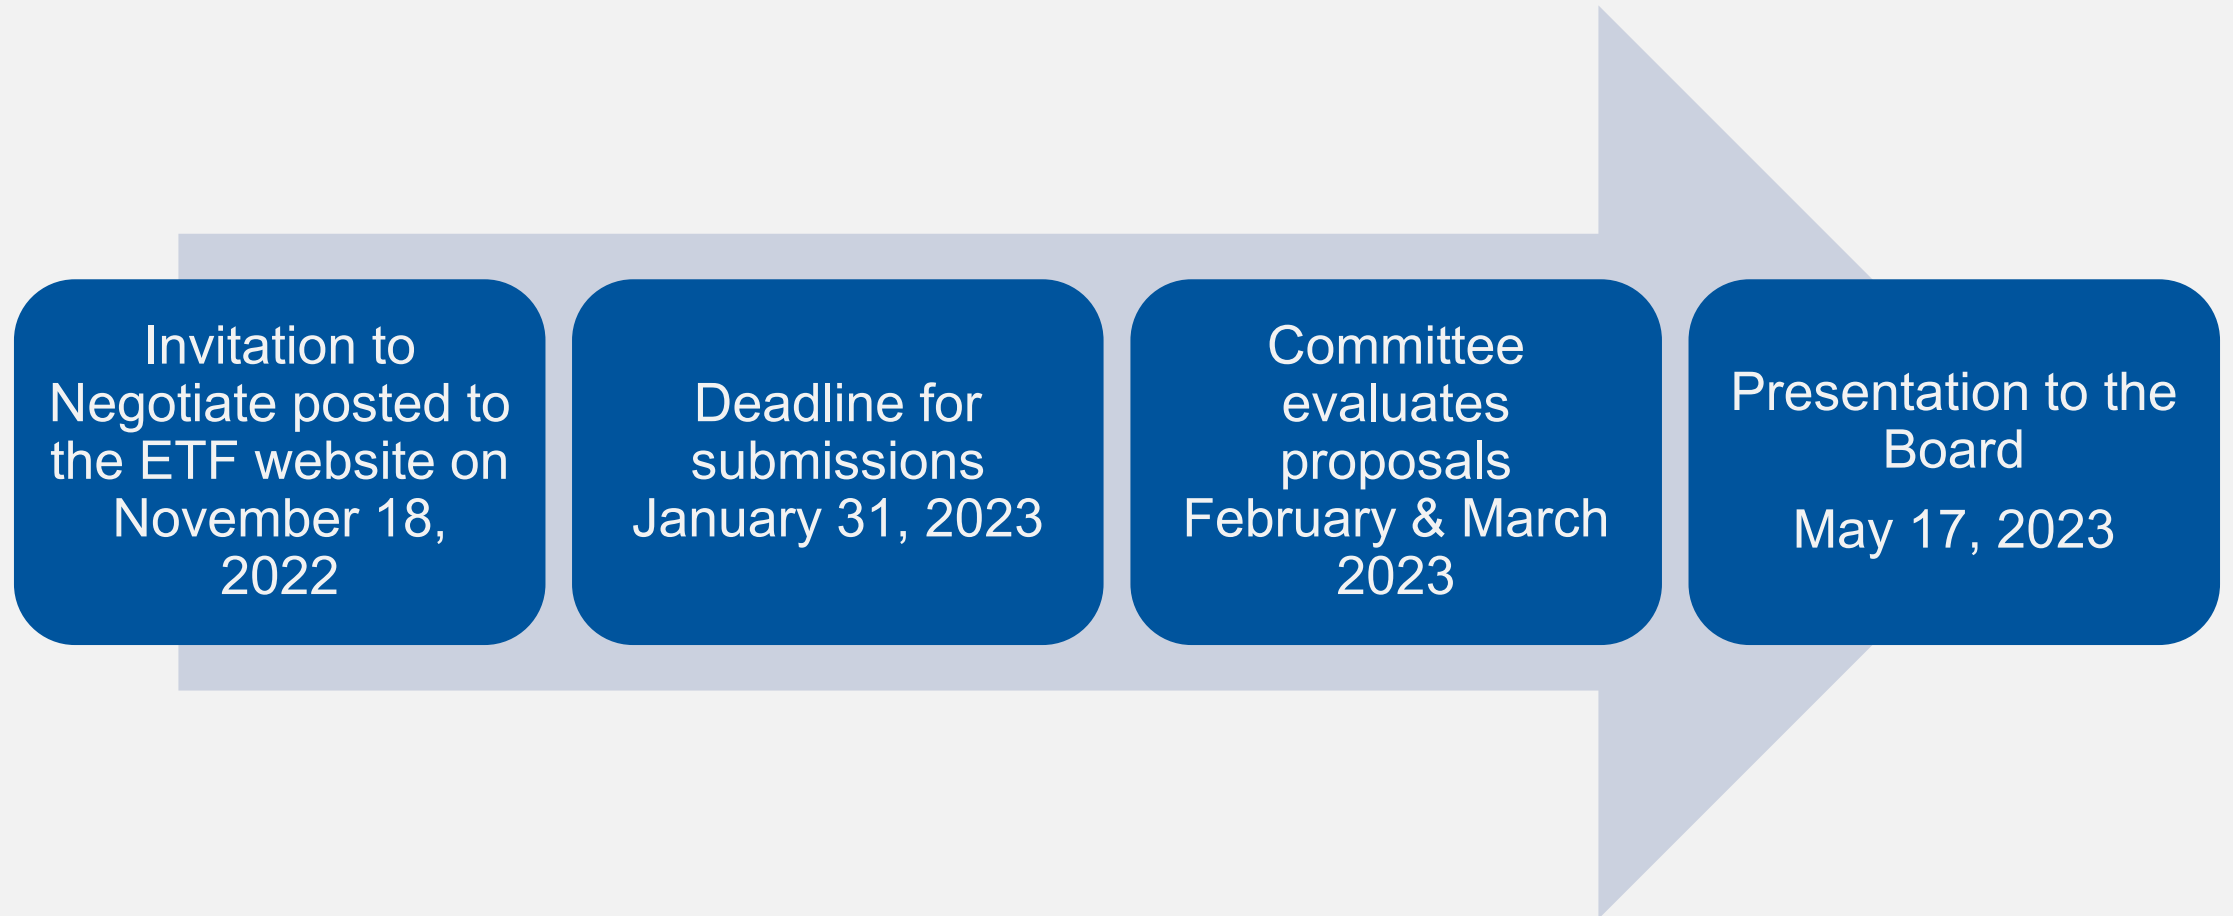 Invitation to
Negotiate posted to
the ETF website on
November 18,
2022
Deadline for
submissions
January 31, 2023
Committee
evaluates
proposals
February & March
2023
Presentation to the
Board
May 17, 2023